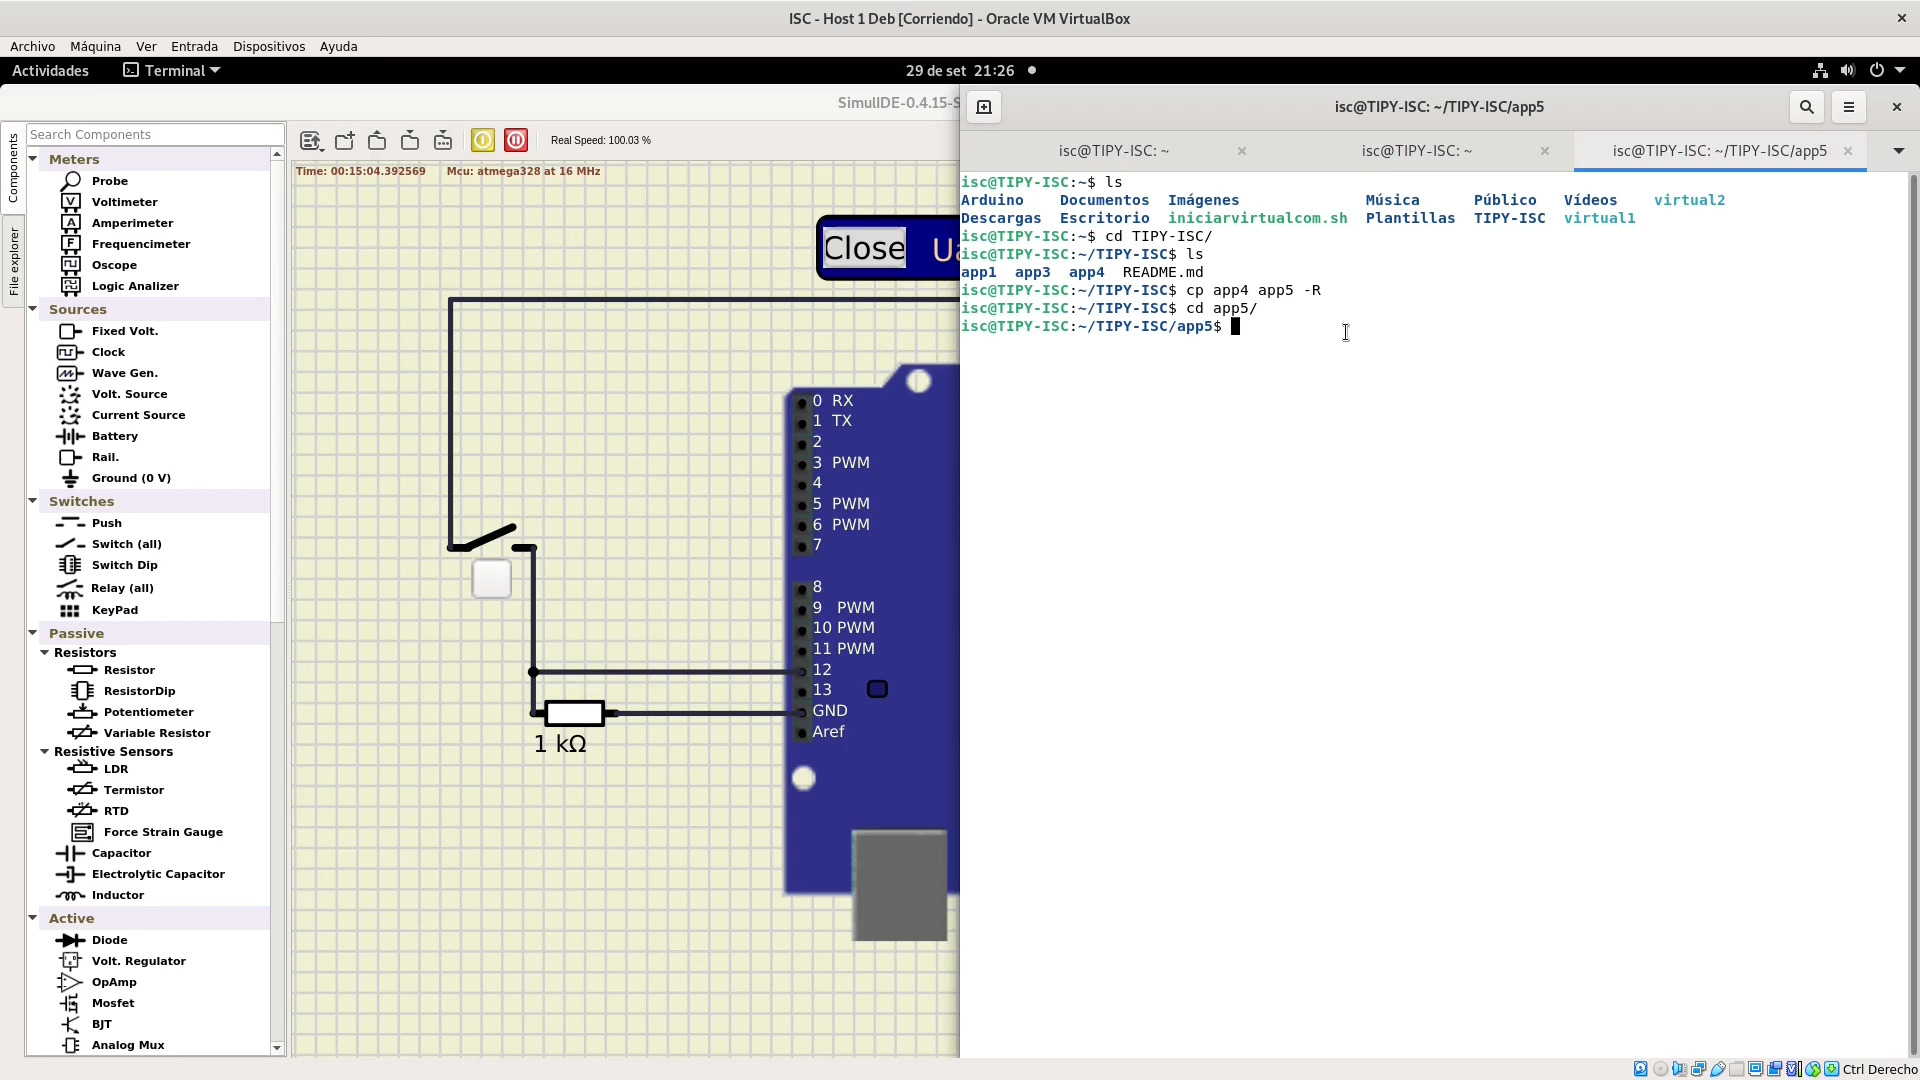 ISC - Host 1 Deb [Corriendo] - Oracle VM VirtualBox
Archivo Máquina Ver Entrada Dispositivos Ayuda
Actividades Terminal 29 de set 21:26
SimulIDE-0.4.15-S
isc@TIPY-ISC: ~/TIPY-ISC/app5
Components
File explorer
Search Components
Meters
Probe
Voltimeter
Amperimeter
Frequencimeter
Oscope
Logic Analizer
Sources
Fixed Volt.
Clock
Wave Gen.
Volt. Source
Current Source
Battery
Rail.
Ground (0 V)
Switches
Push
Switch (all)
Switch Dip
Relay (all)
KeyPad
Passive
Resistors
Resistor
ResistorDip
Potentiometer
Variable Resistor
Resistive Sensors
LDR
Termistor
RTD
Force Strain Gauge
Capacitor
Electrolytic Capacitor
Inductor
Active
Diode
Volt. Regulator
OpAmp
Mosfet
BJT
Analog Mux
Real Speed: 100.03 %
Time: 00:15:04.392569 Mcu: atmega328 at 16 MHz
Close Ua
0 RX
1 TX
2
3 PWM
4
5 PWM
6 PWM
7
8
9 PWM
10 PWM
11 PWM
12
13
GND
Aref
1 kΩ
isc@TIPY-ISC: ~ isc@TIPY-ISC: ~ isc@TIPY-ISC: ~/TIPY-ISC/app5
isc@TIPY-ISC:~$ ls
Arduino Documentos Imágenes Música Público Vídeos virtual2
Descargas Escritorio iniciarvirtualcom.sh Plantillas TIPY-ISC virtual1
isc@TIPY-ISC:~$ cd TIPY-ISC/
isc@TIPY-ISC:~/TIPY-ISC$ ls
app1 app3 app4 README.md
isc@TIPY-ISC:~/TIPY-ISC$ cp app4 app5 -R
isc@TIPY-ISC:~/TIPY-ISC$ cd app5/
isc@TIPY-ISC:~/TIPY-ISC/app5$
Ctrl Derecho